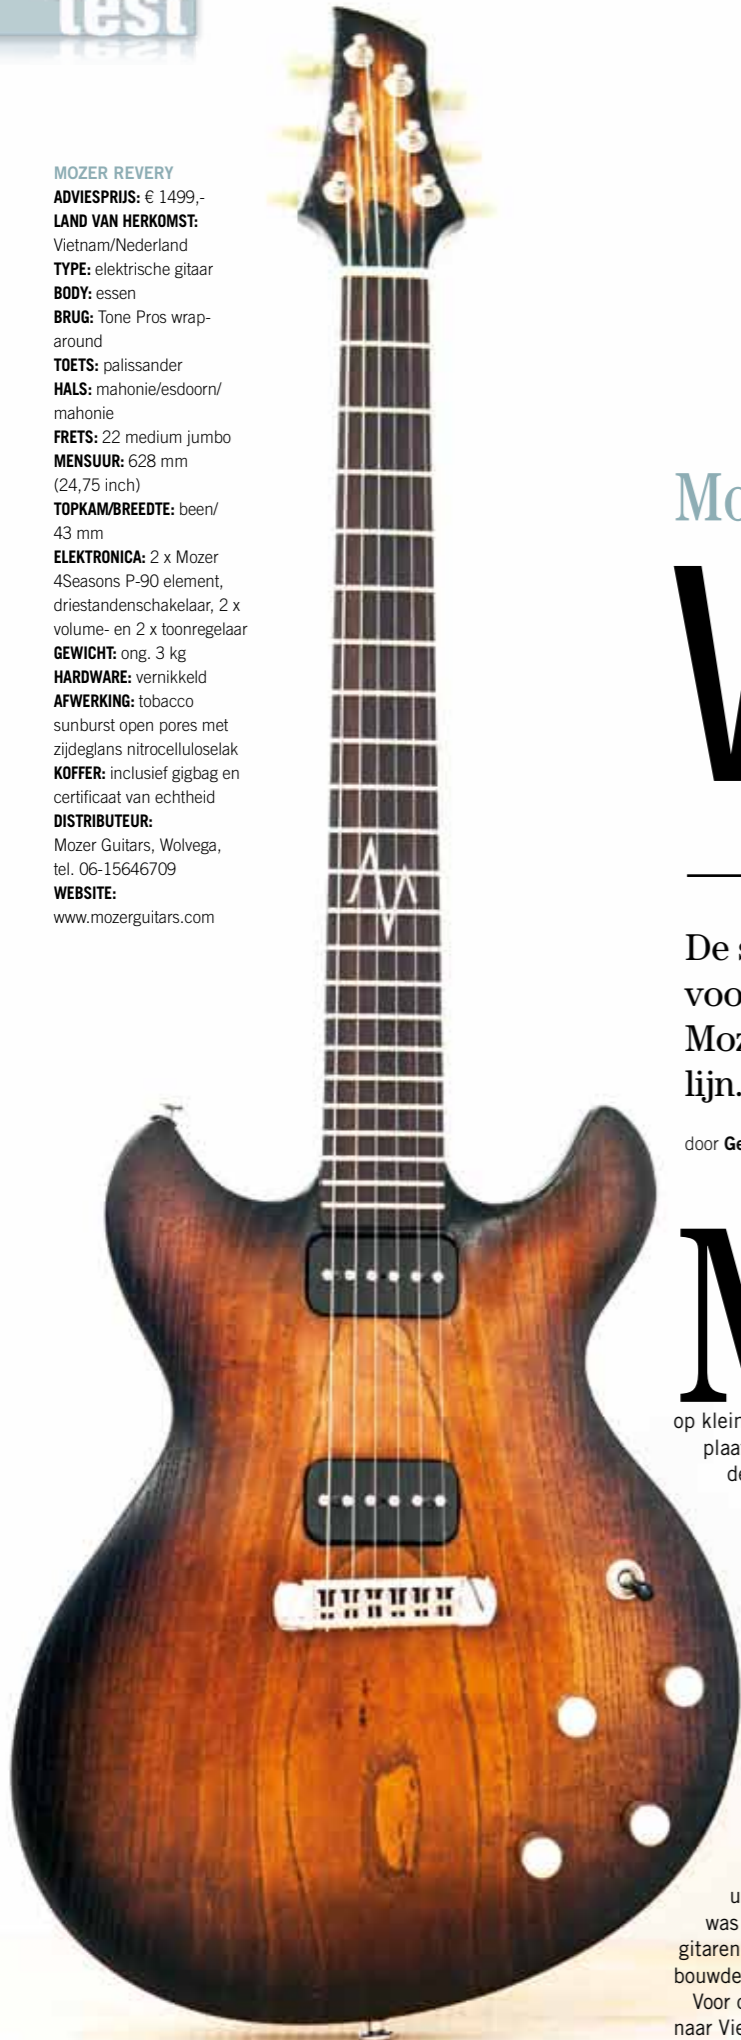 test
MOZER REVERY
ADVIESPRIJS: € 1499,-
LAND VAN HERKOMST:
Vietnam/Nederland
TYPE: elektrische gitaar
BODY: essen
BRUG: Tone Pros wrap-
around
TOETS: palissander
HALS: mahonie/esdoorn/
mahonie
FRETS: 22 medium jumbo
MENSUUR: 628 mm
(24,75 inch)
TOPKAM/BREEDTE: been/
43 mm
ELEKTRONICA: 2 x Mozer
4Seasons P-90 element,
driestandenschakelaar, 2 x
volume- en 2 x toonregelaar
GEWICHT: ong. 3 kg
HARDWARE: vernikkeld
AFWERKING: tobacco
sunburst open pores met
zijdeglans nitrocelluloselak
KOFFER: inclusief gigbag en
certificaat van echtheid
DISTRIBUTEUR:
Mozer Guitars, Wolvega,
tel. 06-15646709
WEBSITE:
www.mozerguitars.com
De
lijn.
door
op
was
gitaren
bouwde
Voor
naar